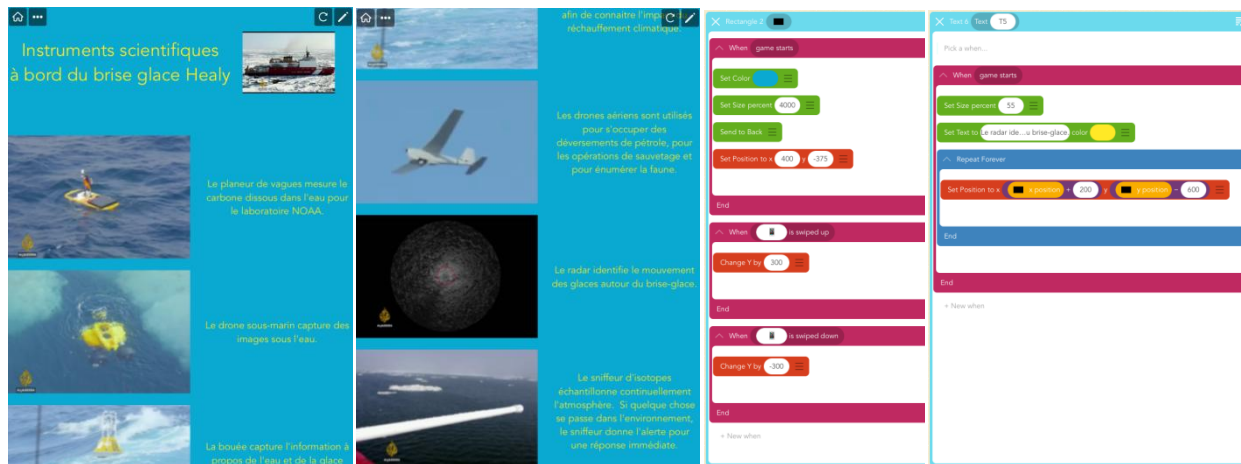 Instruments scientifiques
à bord du brise glace Healy
Le planeur de vagues mesure le
carbone dissous dans l'eau pour
le laboratoire NOAA.
Le drone sous-marin capture des
images sous l'eau.
La bouée capture l'information à
propos de l'eau et de la glace
réchauffement climatique.
Les drones aériens sont utilisés
pour s'occuper des
déversements de pétrole, pour
les opérations de sauvetage et
pour énumérer la faune.
Le radar identifie le mouvement
des glaces autour du brise-glace.
Le sniffeur d'isotopes
échantillonne continuellement
l'atmosphère. Si quelque chose
se passe dans l'environnement,
le sniffeur donne l'alerte pour
une réponse immédiate.
Rectangle 2
When game starts
Set Color
Set Size percent 4000
Send to Back
Set Position to x 400 y -375
End
When is swiped up
Change Y by 300
End
When is swiped down
Change Y by -300
End
+ New when
Text 6 Text T5
Pick a when...
When game starts
Set Size percent 55
Set Text to Le radar ide...u brise-glace. color
Repeat Forever
Set Position to x x position + 200 y y position - 600
End
End
+ New when